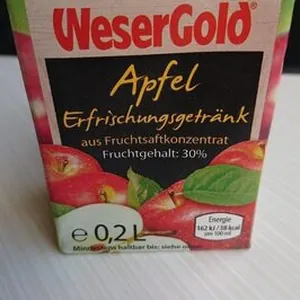 WeserGold®
Apfel
Erfrischungsgetränk
aus Fruchtsaftkonzentrat
Fruchtgehalt: 30%
Energie
162 kJ / 38 kcal
pro 100 ml
℮ 0,2 L
Mindestens haltbar bis: siehe